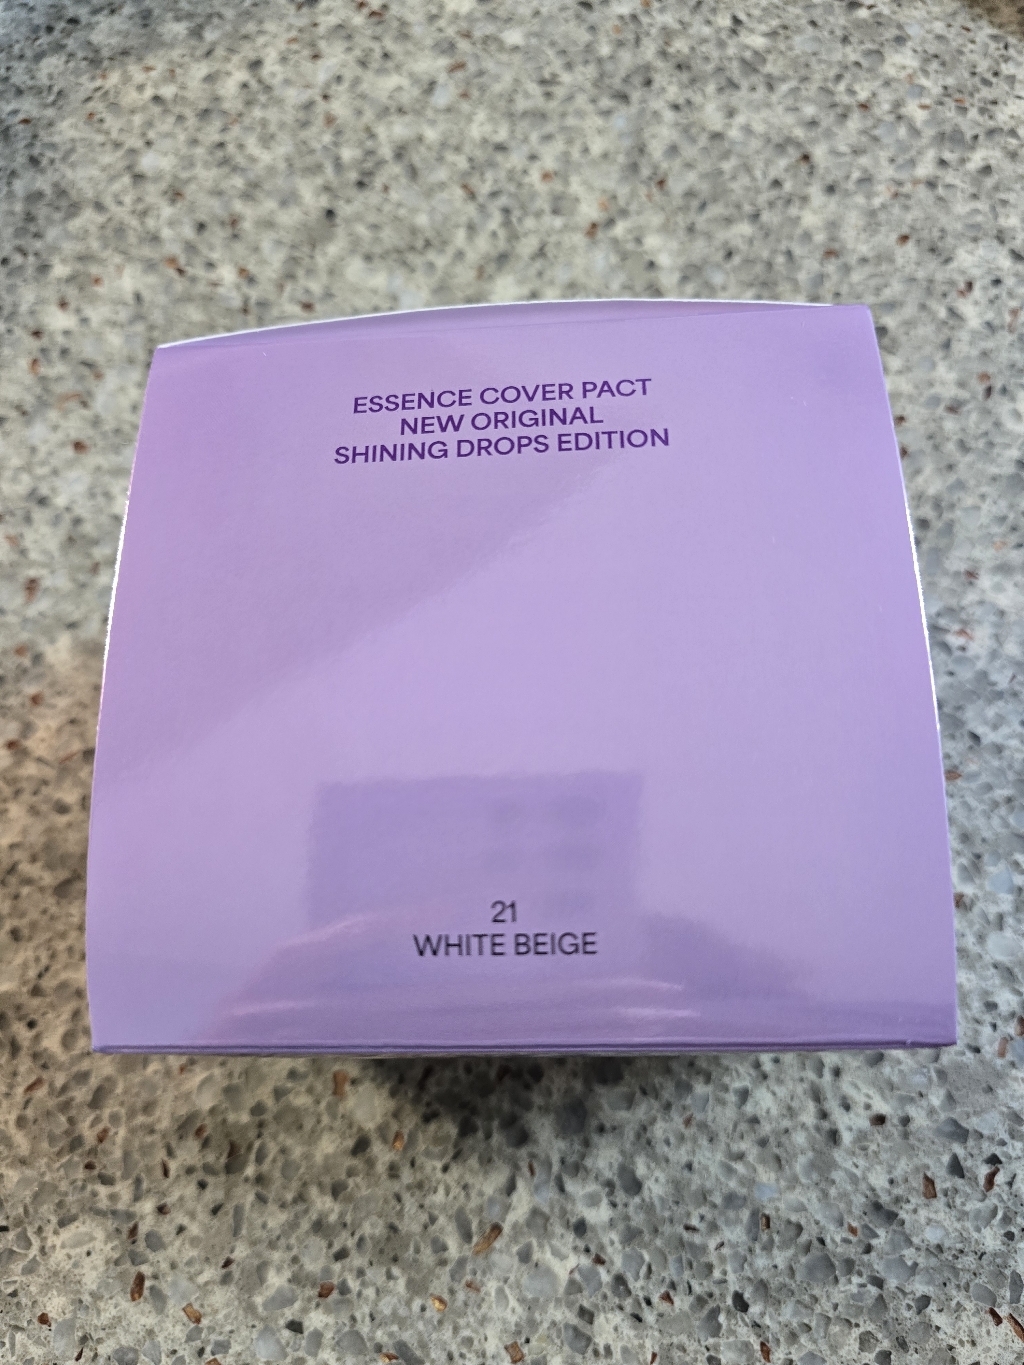 ESSENCE COVER PACT
NEW ORIGINAL
SHINING DROPS EDITION
21
WHITE BEIGE